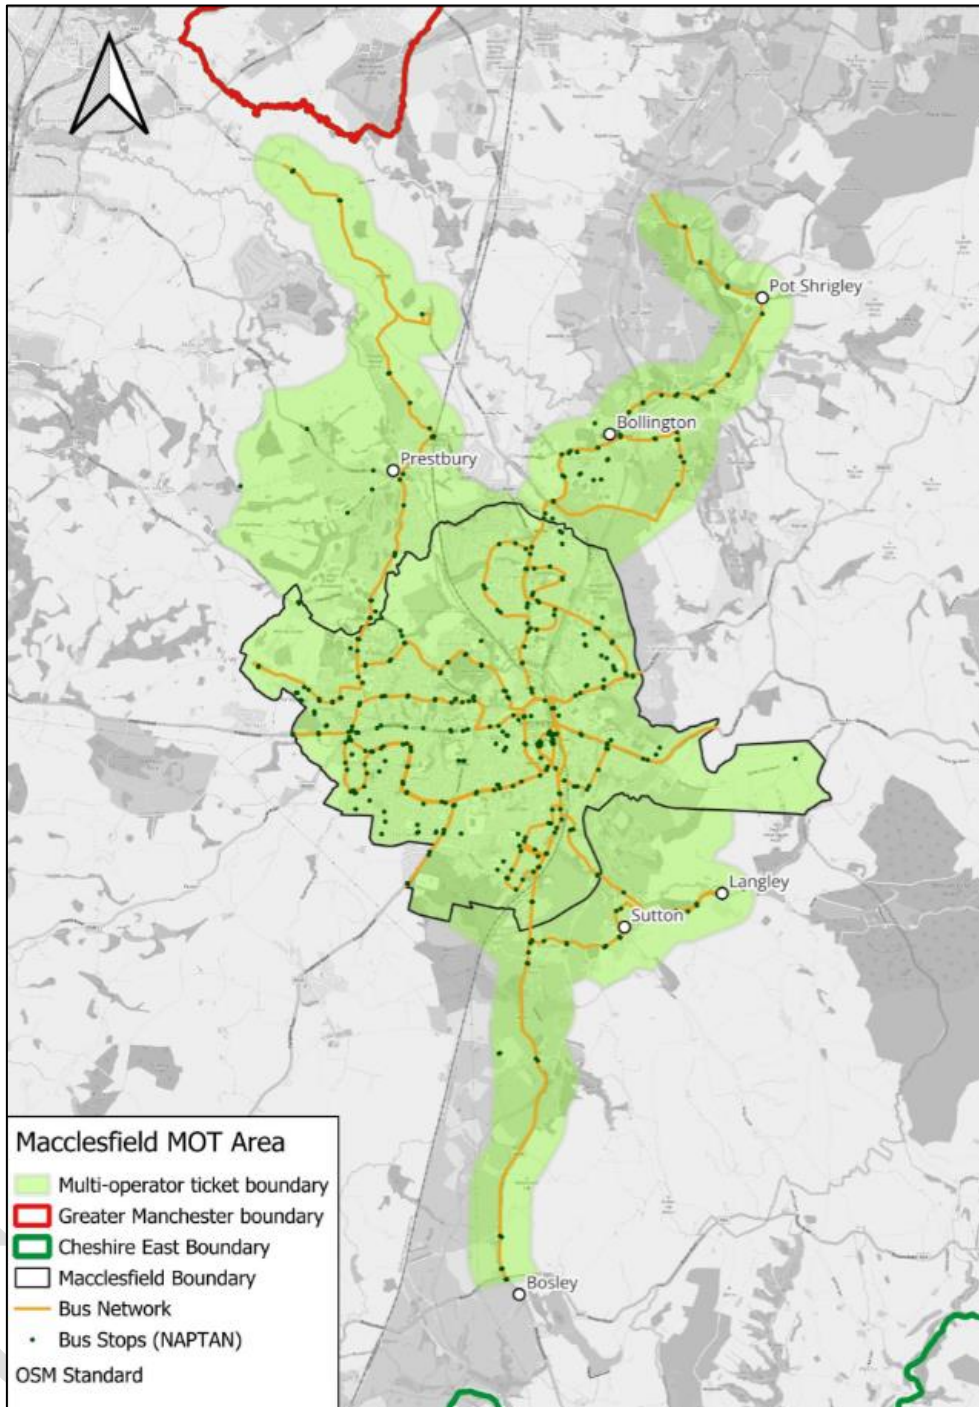 Pot Shrigley
Bollington
Prestbury
Langley
Sutton
Bosley
Macclesfield MOT Area
Multi-operator ticket boundary
Greater Manchester boundary
Cheshire East Boundary
Macclesfield Boundary
Bus Network
Bus Stops (NAPTAN)
OSM Standard